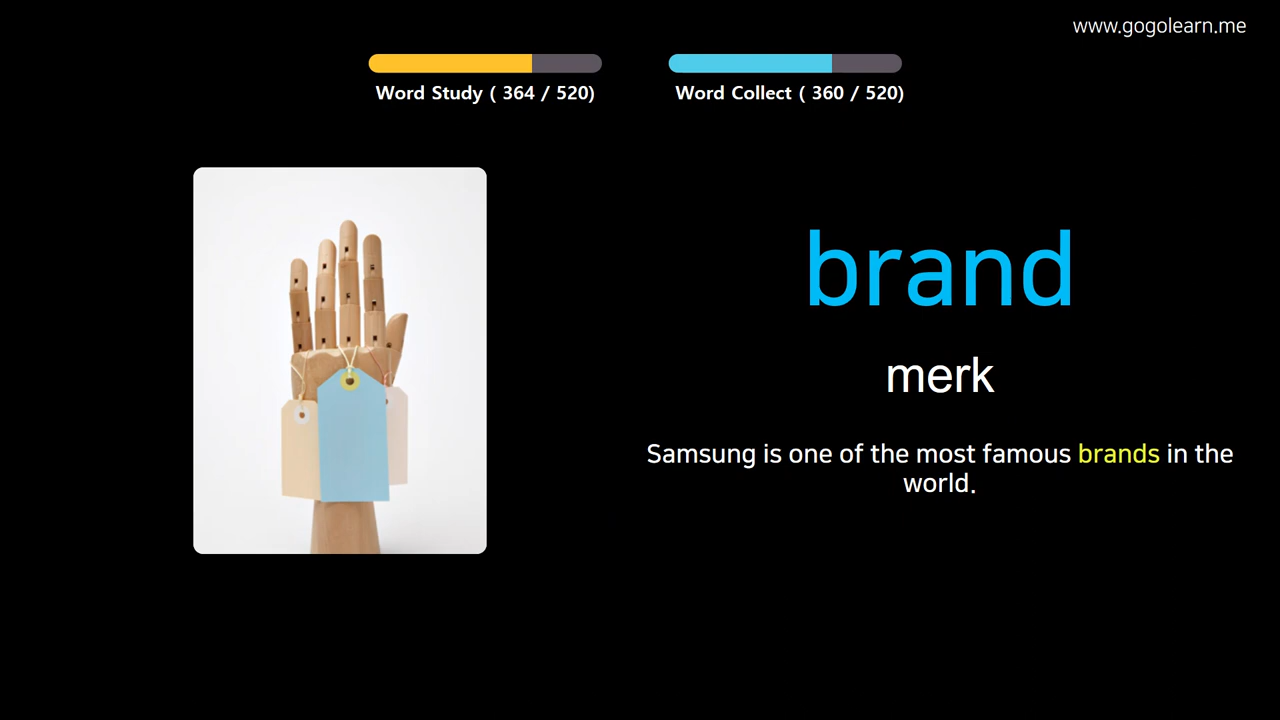 www.gogolearn.me
Word Study ( 364 / 520)
Word Collect ( 360 / 520)
brand
merk
Samsung is one of the most famous brands in the
world.